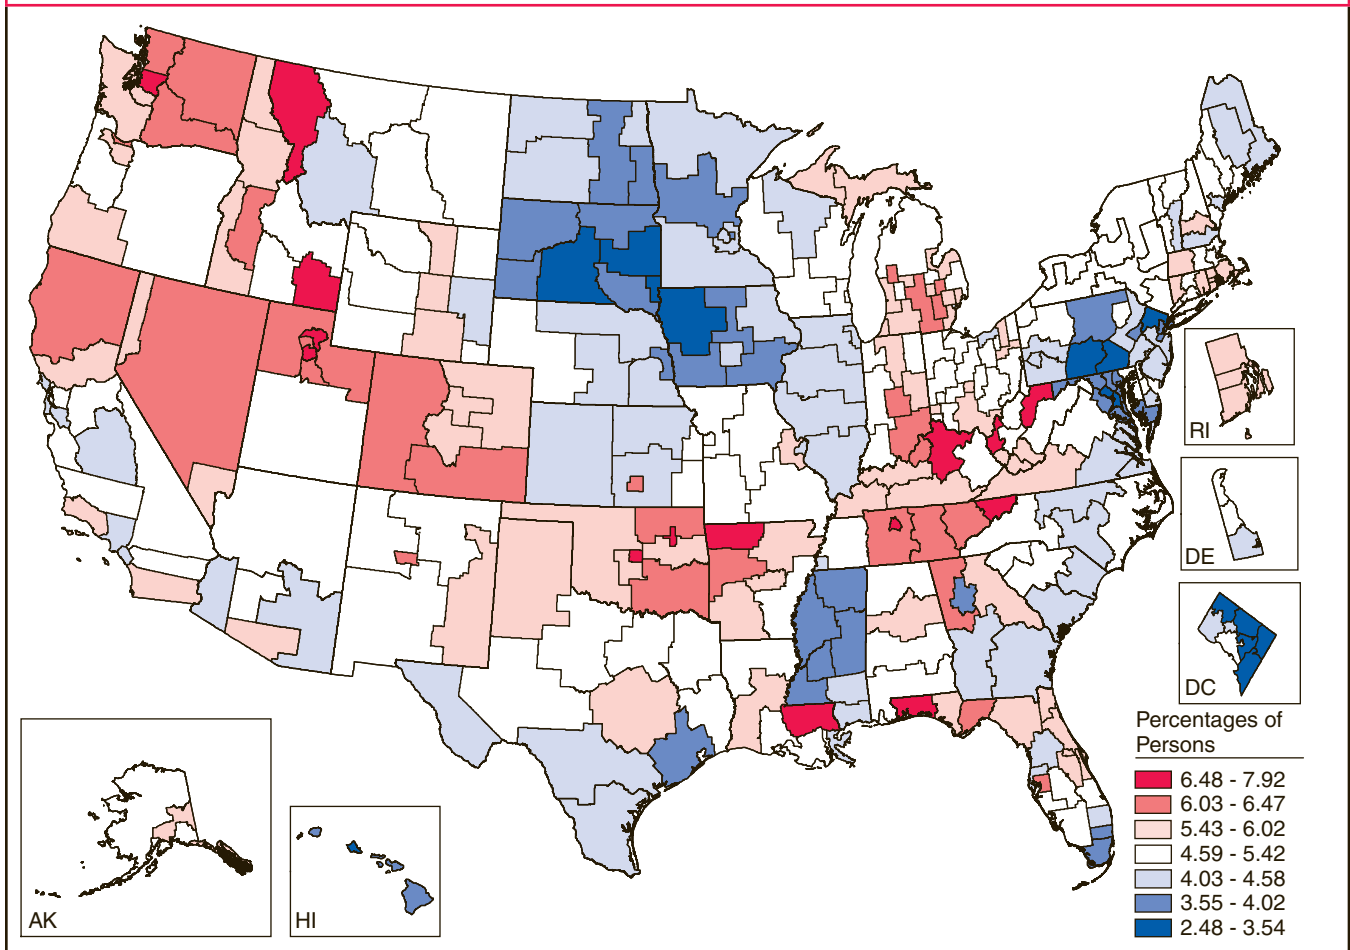 RI
DE
DC
AK
HI
Percentages of
Persons
6.48 - 7.92
6.03 - 6.47
5.43 - 6.02
4.59 - 5.42
4.03 - 4.58
3.55 - 4.02
2.48 - 3.54